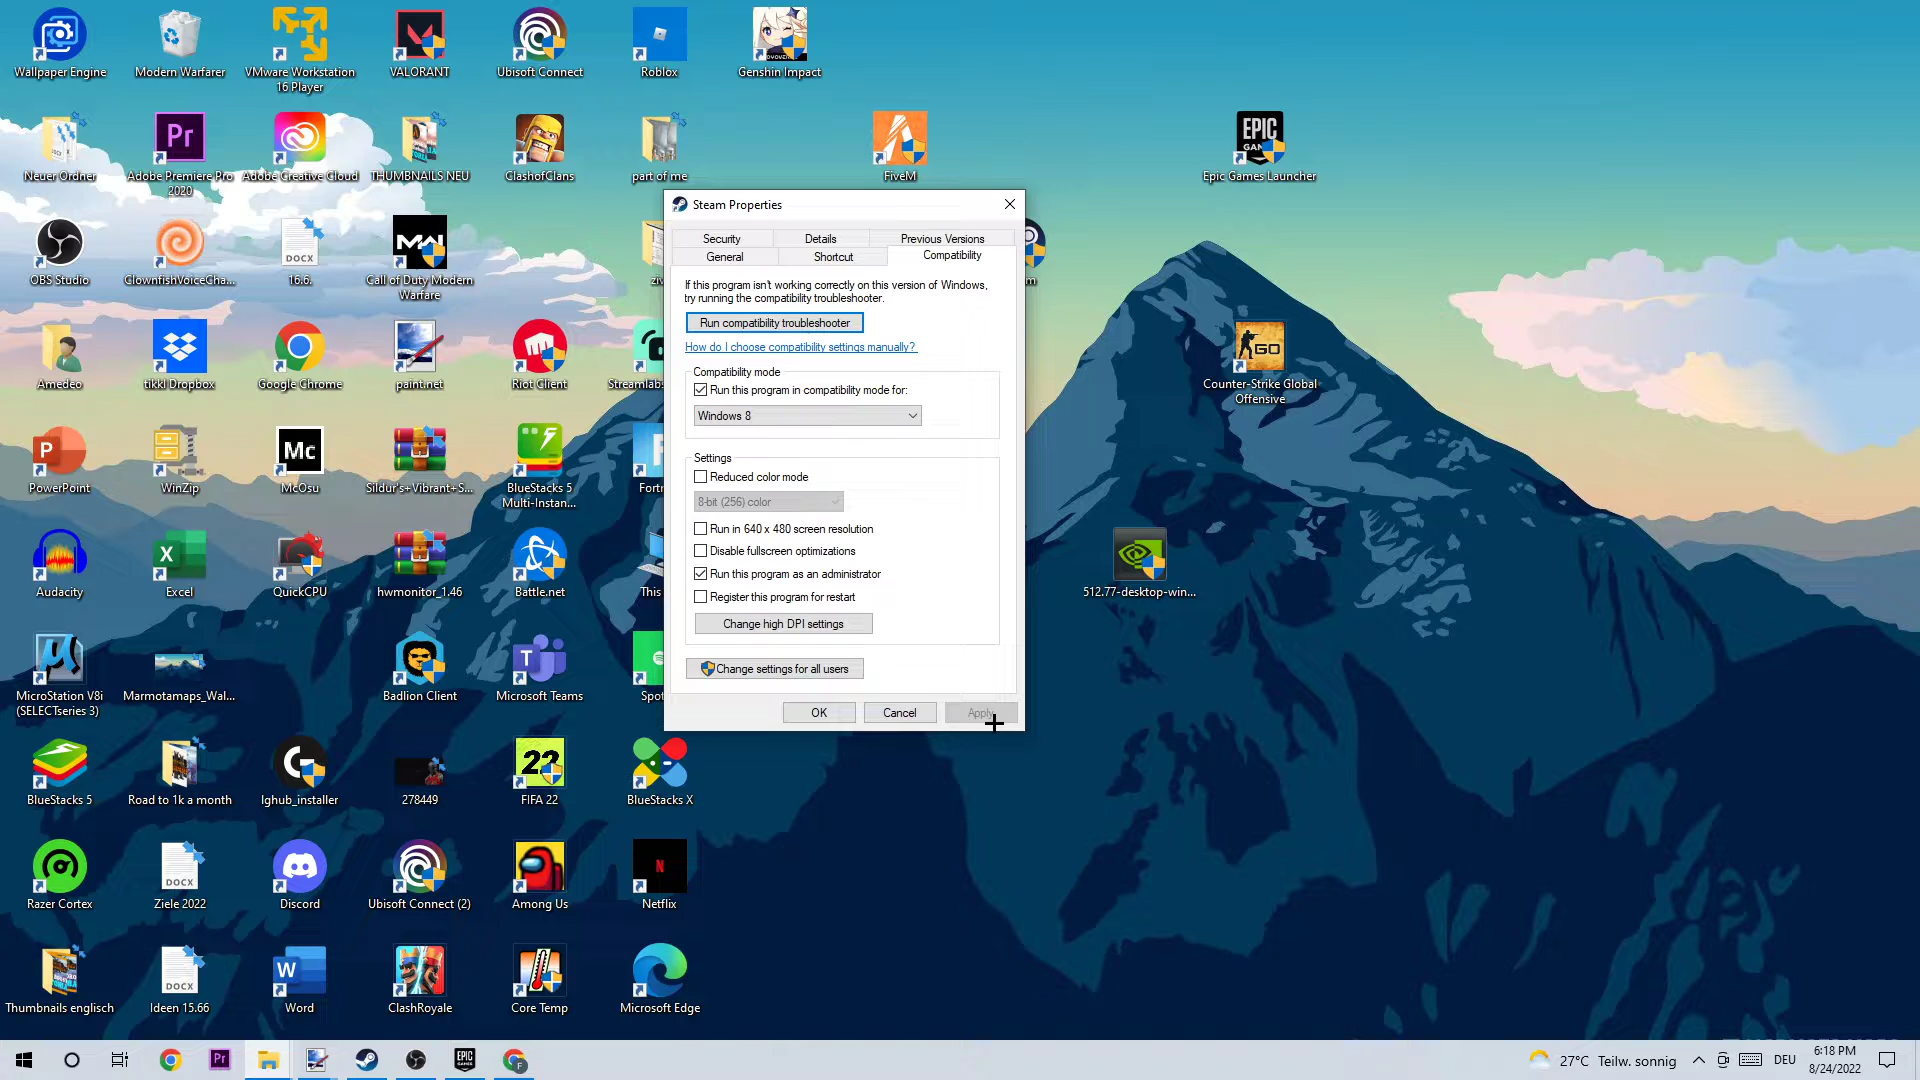 Wallpaper Engine
Modern Warfarer
VMware Workstation
16 Player
VALORANT
Ubisoft Connect
Roblox
Genshin Impact
Neuer Ordner
Adobe Premiere Pro
2020
Adobe Creative Cloud
THUMBNAILS NEU
ClashofClans
part of me
FiveM
Epic Games Launcher
OBS Studio
ClownfishVoiceCha...
16.6.
Call of Duty Modern
Warfare
Amedeo
tikkl Dropbox
Google Chrome
paint.net
Riot Client
Streamlabs
Counter-Strike Global
Offensive
PowerPoint
WinZip
McOsu
Sildur's+Vibrant+S...
BlueStacks 5
Multi-Instan...
Fortn
Audacity
Excel
QuickCPU
hwmonitor_1.46
Battle.net
This
512.77-desktop-win...
MicroStation V8i
(SELECTseries 3)
Marmotamaps_Wal...
Badlion Client
Microsoft Teams
Spot
BlueStacks 5
Road to 1k a month
lghub_installer
278449
FIFA 22
BlueStacks X
Razer Cortex
Ziele 2022
Discord
Ubisoft Connect (2)
Among Us
Netflix
Thumbnails englisch
Ideen 15.66
Word
ClashRoyale
Core Temp
Microsoft Edge
Steam Properties
Security
Details
Previous Versions
General
Shortcut
Compatibility
If this program isn't working correctly on this version of Windows,
try running the compatibility troubleshooter.
Run compatibility troubleshooter
How do I choose compatibility settings manually?
Compatibility mode
Run this program in compatibility mode for:
Windows 8
Settings
Reduced color mode
8-bit (256) color
Run in 640 x 480 screen resolution
Disable fullscreen optimizations
Run this program as an administrator
Register this program for restart
Change high DPI settings
Change settings for all users
OK
Cancel
Apply
27°C Teilw. sonnig
DEU
6:18 PM
8/24/2022